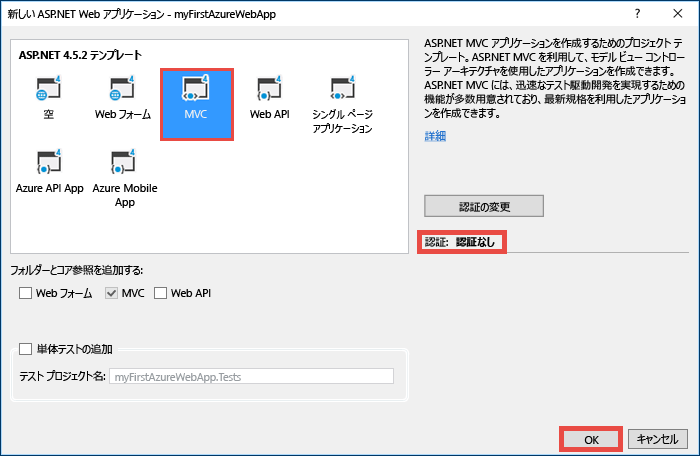 新しい ASP.NET Web アプリケーション - myFirstAzureWebApp
? ×
ASP.NET 4.5.2 テンプレート
4 4 4 4 4
空 Web フォーム MVC Web API シングル ページ
アプリケーション
4 4
Azure API App Azure Mobile
App
ASP.NET MVC アプリケーションを作成するためのプロジェクト テ
ンプレート。ASP.NET MVC を利用して、モデル ビュー コントロー
ラー アーキテクチャを使用したアプリケーションを作成できます。
ASP.NET MVC には、迅速なテスト駆動開発を実現するための
機能が多数用意されており、最新規格を利用したアプリケーショ
ンを作成できます。
詳細
認証の変更
認証: 認証なし
フォルダーとコア参照を追加する:
Web フォーム MVC Web API
単体テストの追加
テスト プロジェクト名: myFirstAzureWebApp.Tests
OK キャンセル